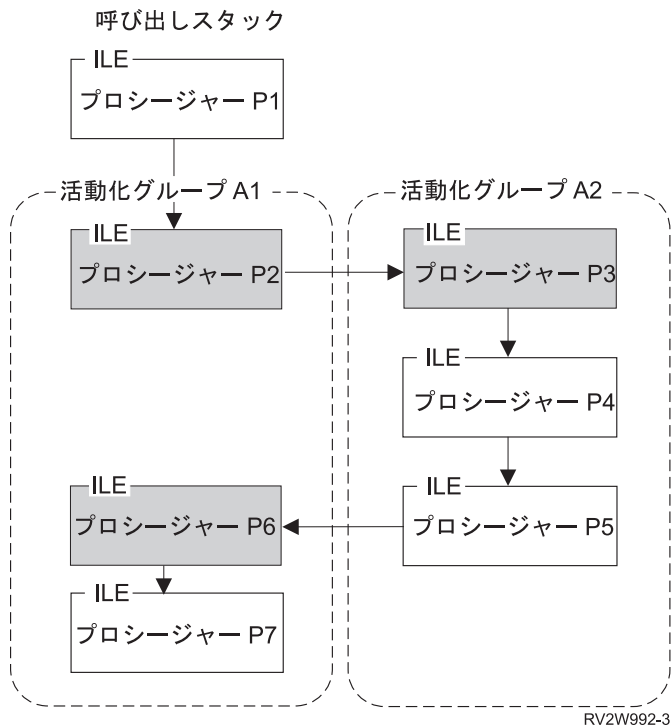 呼び出しスタック
ILE
プロシージャー P1
活動化グループ A1
活動化グループ A2
ILE
プロシージャー P2
ILE
プロシージャー P3
ILE
プロシージャー P4
ILE
プロシージャー P6
ILE
プロシージャー P5
ILE
プロシージャー P7
RV2W992-3